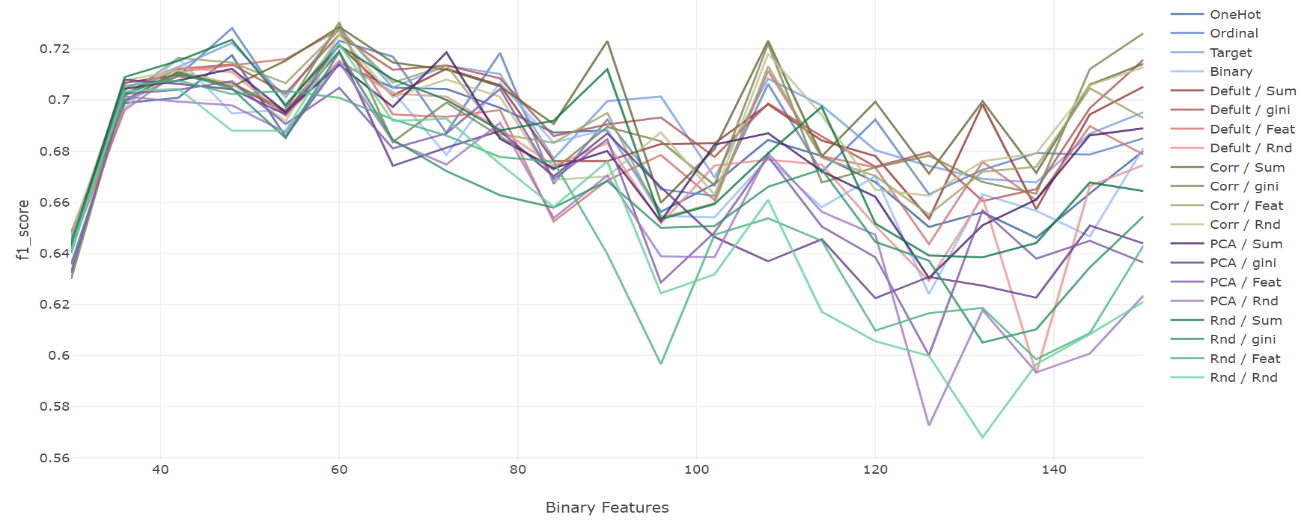 0.72
0.7
0.68
0.66
0.64
0.62
0.6
0.58
0.56
f1_score
40
60
80
100
120
140
Binary Features
OneHot
Ordinal
Target
Binary
Defult / Sum
Defult / gini
Defult / Feat
Defult / Rnd
Corr / Sum
Corr / gini
Corr / Feat
Corr / Rnd
PCA / Sum
PCA / gini
PCA / Feat
PCA / Rnd
Rnd / Sum
Rnd / gini
Rnd / Feat
Rnd / Rnd